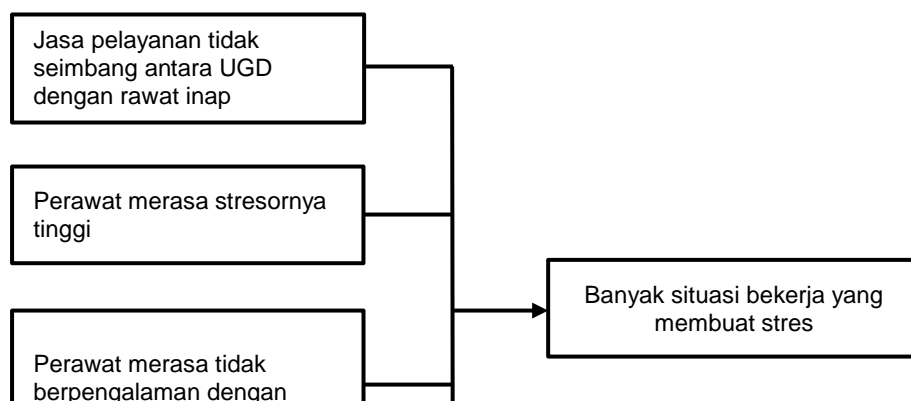 Jasa pelayanan tidak
seimbang antara UGD
dengan rawat inap
Perawat merasa stresornya
tinggi
Banyak situasi bekerja yang
membuat stres
Perawat merasa tidak
berpengalaman dengan